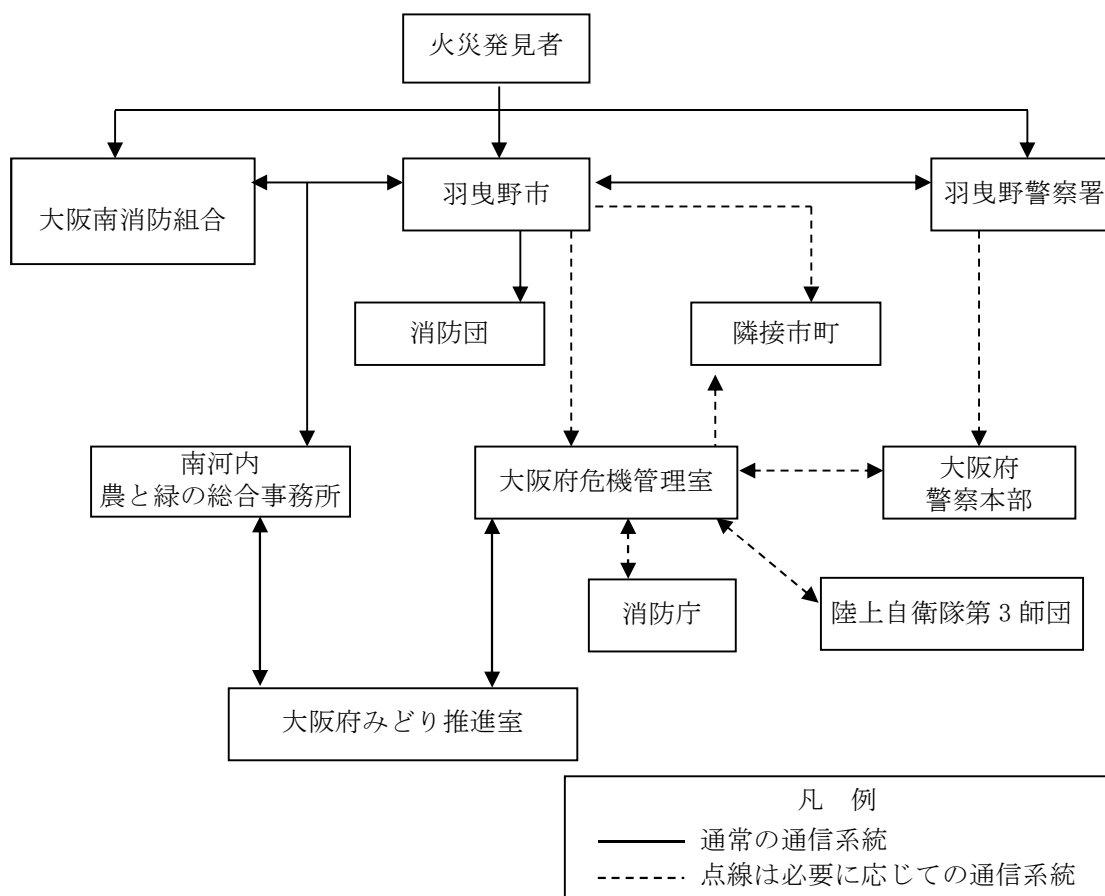 火災発見者
大阪南消防組合
羽曳野市
羽曳野警察署
消防団
隣接市町
南河内
農と緑の総合事務所
大阪府危機管理室
大阪府
警察本部
消防庁
陸上自衛隊第3師団
大阪府みどり推進室
凡 例
通常の通信系統
点線は必要に応じての通信系統